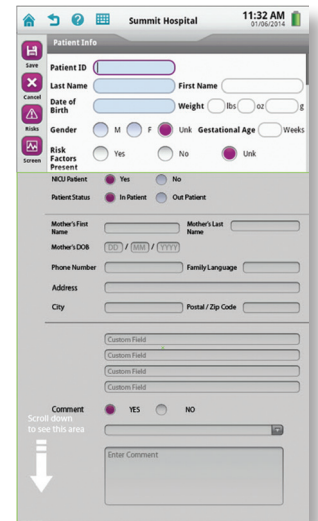 Summit Hospital 11:32 AM
01/06/2014
Patient Info
Save
Cancel
Risks
Screen
Patient ID
Last Name First Name
Date of Birth Weight lbs oz g
Gender M F Unk Gestational Age Weeks
Risk Factors Present Yes No Unk
NICU Patient Yes No
Patient Status In Patient Out Patient
Mother's First Name Mother's Last Name
Mother's DOB DD / MM / YYYY
Phone Number Family Language
Address
City Postal / Zip Code
Custom Field
Custom Field
Custom Field
Custom Field
Comment YES NO
Scroll down
to see this area
Enter Comment